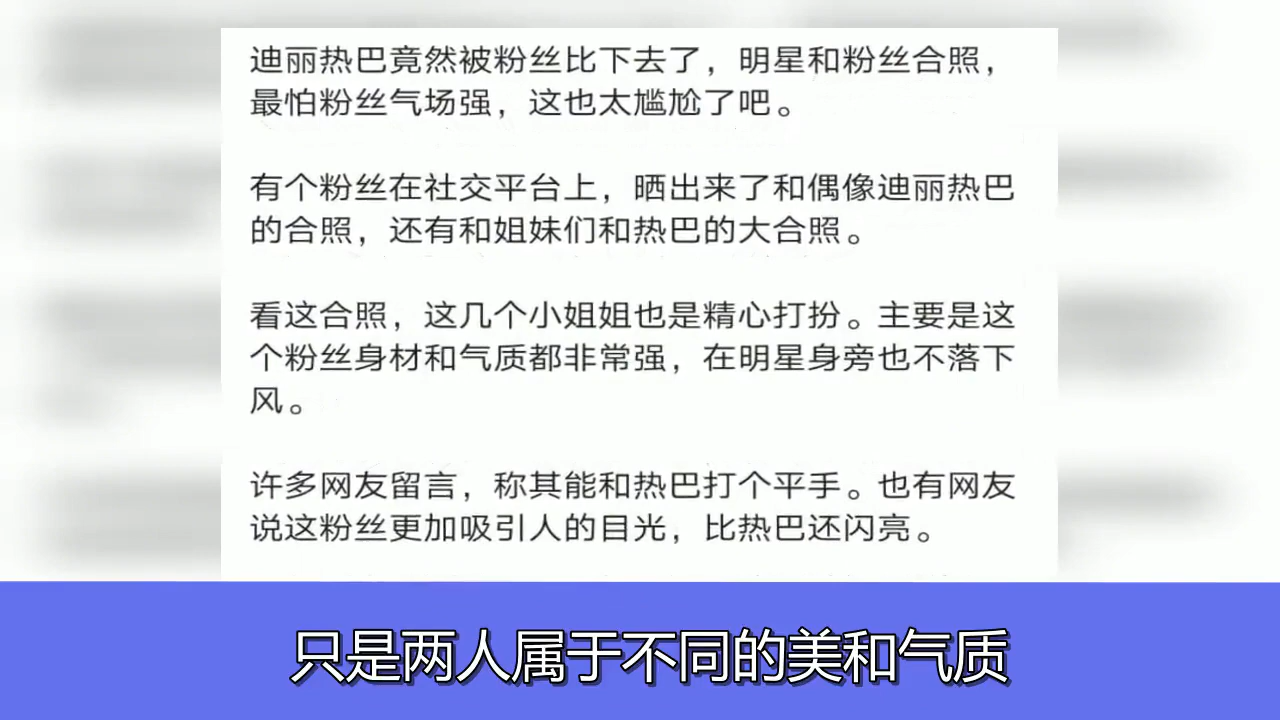 迪丽热巴竟然被粉丝比下去了，明星和粉丝合照，
最怕粉丝气场强，这也太尴尬了吧。
有个粉丝在社交平台上，晒出来了和偶像迪丽热巴
的合照，还有和姐妹们和热巴的大合照。
看这合照，这几个小姐姐也是精心打扮。主要是这
个粉丝身材和气质都非常强，在明星身旁也不落下
风。
许多网友留言，称其能和热巴打个平手。也有网友
说这粉丝更加吸引人的目光，比热巴还闪亮。
只是两人属于不同的美和气质